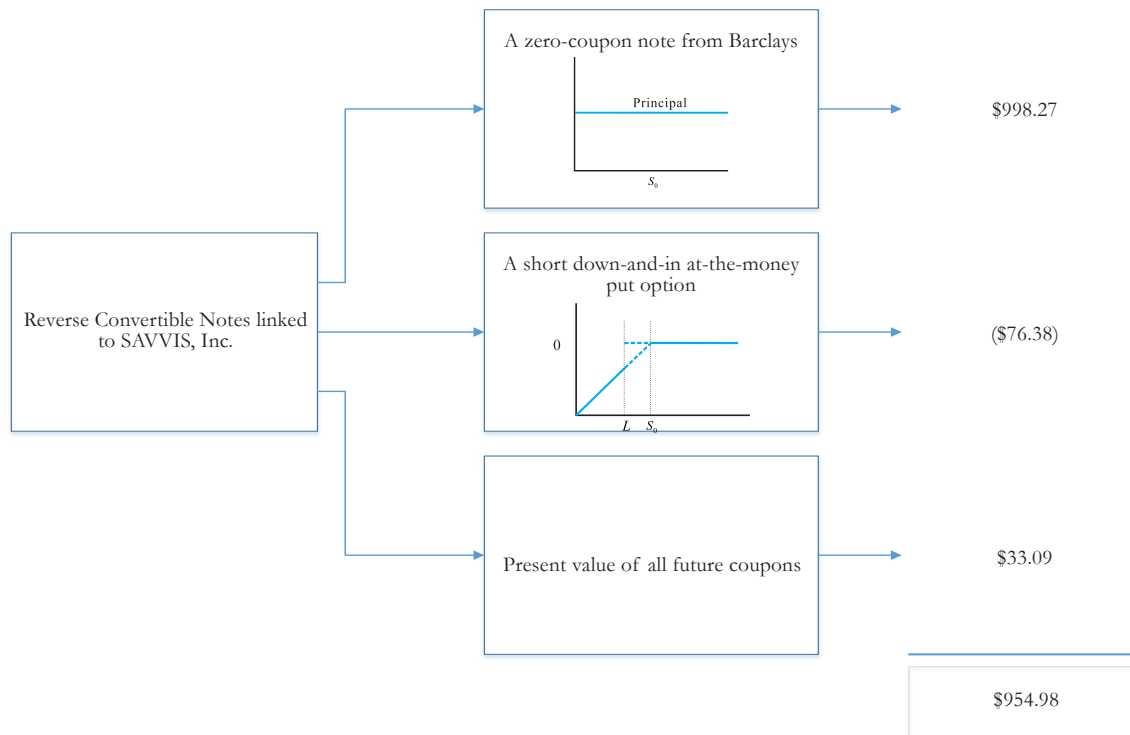 A zero-coupon note from Barclays
Principal
S₀
$998.27
Reverse Convertible Notes linked
to SAVVIS, Inc.
A short down-and-in at-the-money
put option
0
L S₀
($76.38)
Present value of all future coupons
$33.09
$954.98